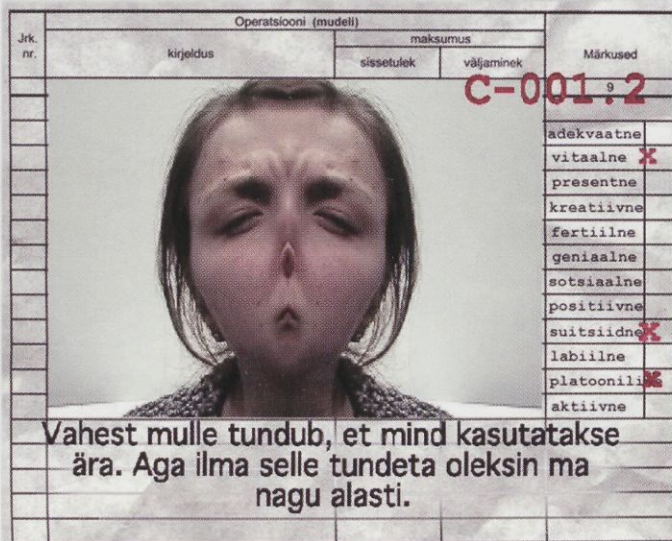 Operatsiooni (mudeli)
Jrk.
nr.
kirjeldus
maksumus
sissetulek
väljaminek
Märkused
C-001.2
9
adekvaatne
vitaalne X
presentne
kreatiivne
fertiilne
geniaalne
sotsiaalne
positiivne
suitsiidne X
labiilne
platoonili X
aktiivne
Vahest mulle tundub, et mind kasutatakse
ära. Aga ilma selle tundeta oleksin ma
nagu alasti.